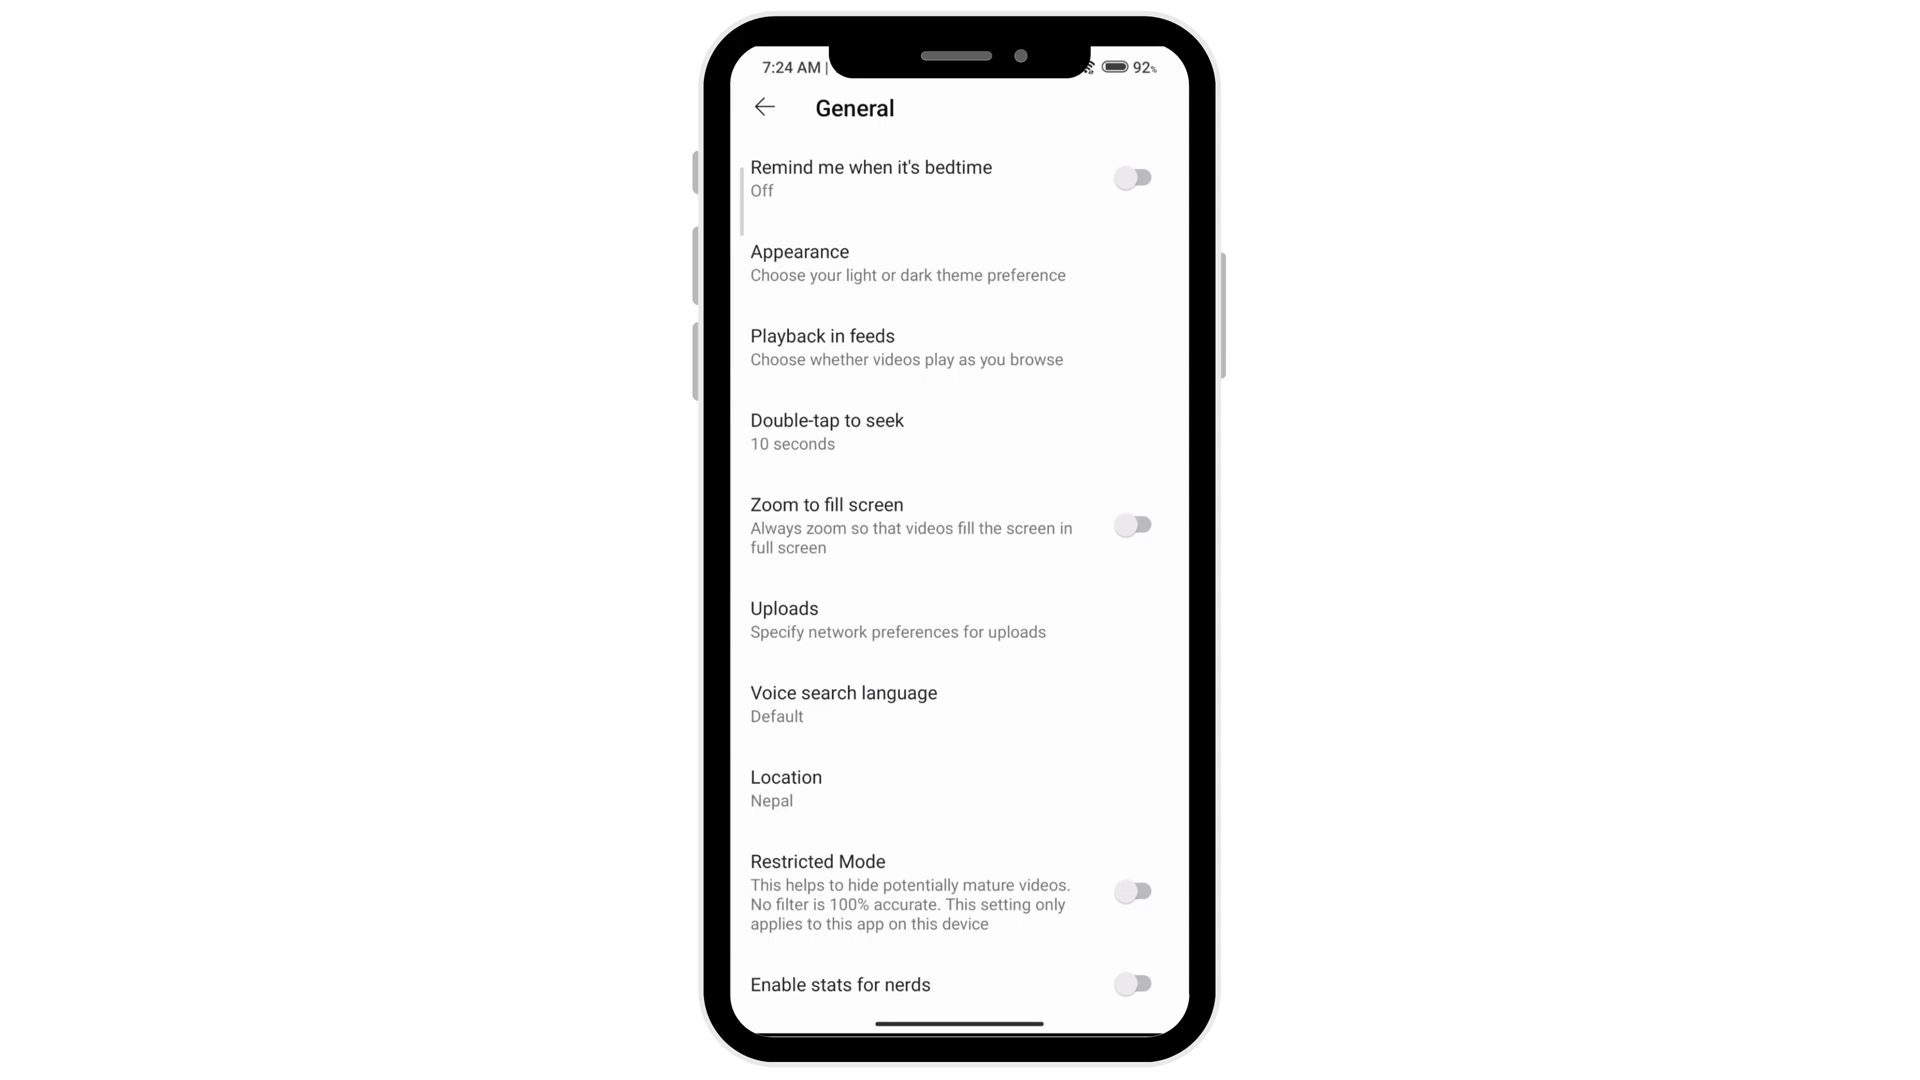 7:24 AM |
92%
General
Remind me when it's bedtime
Off
Appearance
Choose your light or dark theme preference
Playback in feeds
Choose whether videos play as you browse
Double-tap to seek
10 seconds
Zoom to fill screen
Always zoom so that videos fill the screen in
full screen
Uploads
Specify network preferences for uploads
Voice search language
Default
Location
Nepal
Restricted Mode
This helps to hide potentially mature videos.
No filter is 100% accurate. This setting only
applies to this app on this device
Enable stats for nerds